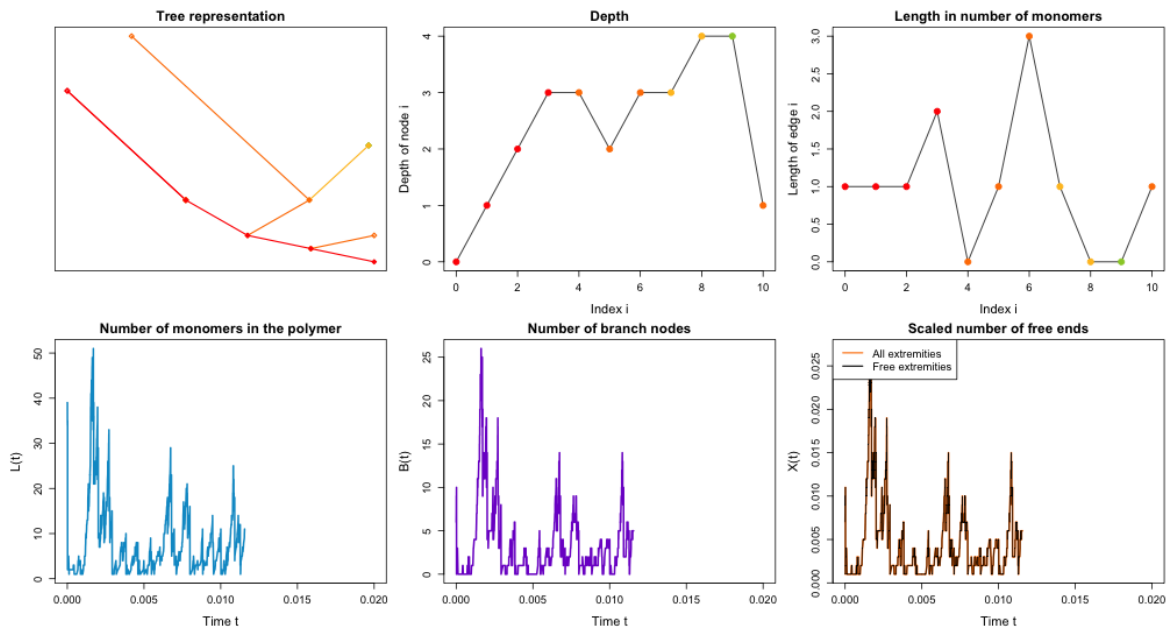 Tree representation
Depth
Depth of node i
4
3
2
1
0
0 2 4 6 8 10
Index i
Length in number of monomers
Length of edge i
3.0
2.5
2.0
1.5
1.0
0.5
0.0
0 2 4 6 8 10
Index i
Number of monomers in the polymer
L(t)
50
40
30
20
10
0
0.000 0.005 0.010 0.015 0.020
Time t
Number of branch nodes
B(t)
25
20
15
10
5
0
0.000 0.005 0.010 0.015 0.020
Time t
Scaled number of free ends
All extremities
Free extremities
X(t)
0.025
0.020
0.015
0.010
0.005
0.000
0.000 0.005 0.010 0.015 0.020
Time t